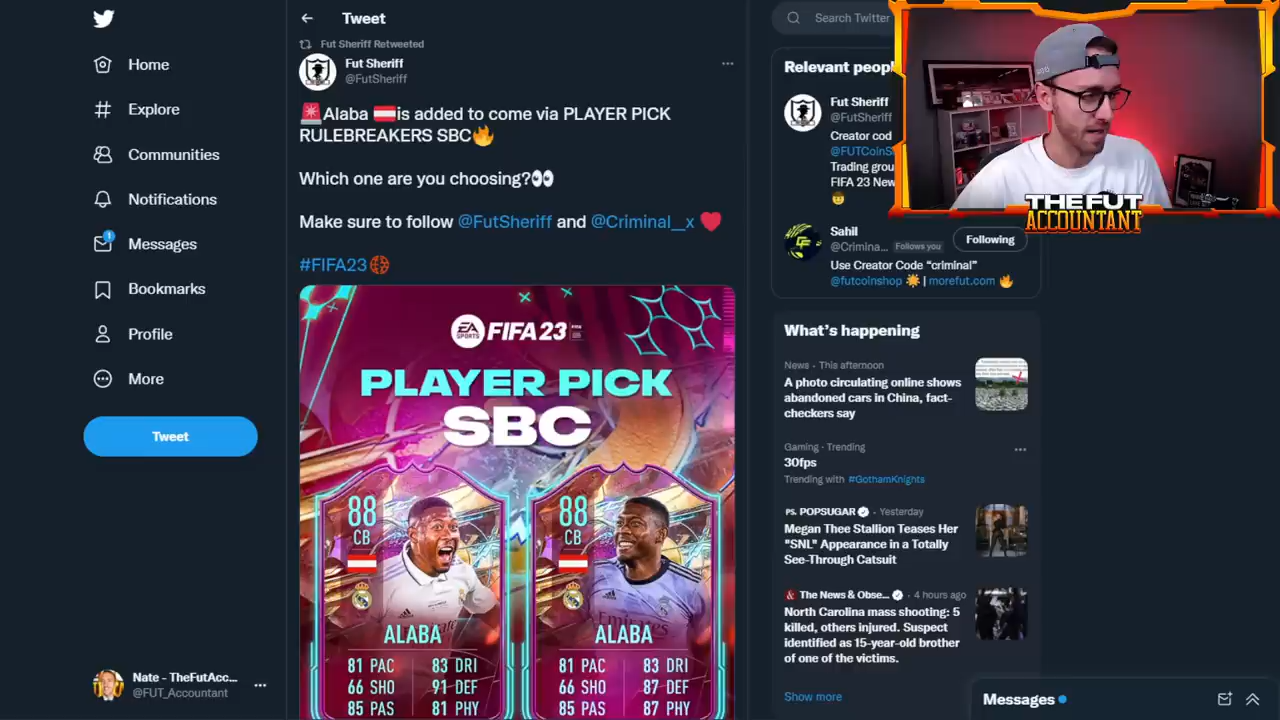 Home
Explore
Communities
Notifications
1
Messages
Bookmarks
Profile
More
Tweet
Nate - TheFutAcc...
@FUT_Accountant
Tweet
Fut Sheriff Retweeted
Fut Sheriff
@FutSheriff
Alaba is added to come via PLAYER PICK
RULEBREAKERS SBC
Which one are you choosing?
Make sure to follow @FutSheriff and @Criminal__x
#FIFA23
EA SPORTS FIFA 23
PLAYER PICK
SBC
88
CB
ALABA
81 PAC 83 DRI
66 SHO 91 DEF
85 PAS 81 PHY
88
CB
ALABA
81 PAC 83 DRI
66 SHO 87 DEF
85 PAS 87 PHY
Search Twitter
Relevant peopl
Fut Sheriff
@FutSheriff
Creator cod
@FUTCoinS
Trading grou
FIFA 23 New
THE FUT
ACCOUNTANT
Sahil
@Crimina... Follows you
Following
Use Creator Code “criminal”
@futcoinshop | morefut.com
What’s happening
News · This afternoon
A photo circulating online shows
abandoned cars in China, fact-
checkers say
Gaming · Trending
30fps
Trending with #GothamKnights
PS. POPSUGAR · Yesterday
Megan Thee Stallion Teases Her
"SNL" Appearance in a Totally
See-Through Catsuit
The News & Obse... · 4 hours ago
North Carolina mass shooting: 5
killed, others injured. Suspect
identified as 15-year-old brother
of one of the victims.
Show more
Messages